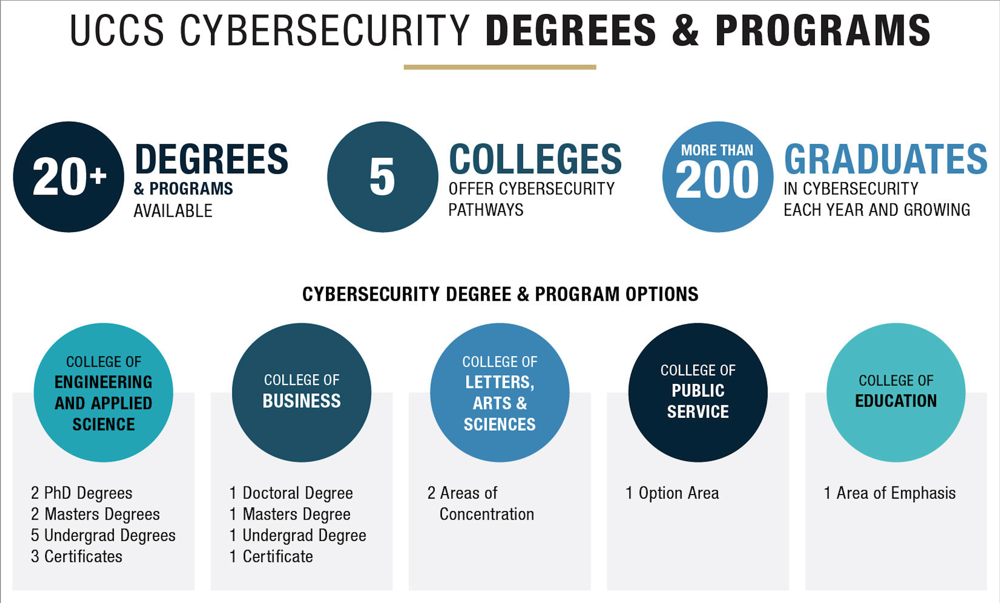 UCCS CYBERSECURITY DEGREES & PROGRAMS
20+
DEGREES
& PROGRAMS
AVAILABLE
5
COLLEGES
OFFER CYBERSECURITY
PATHWAYS
MORE THAN
200
GRADUATES
IN CYBERSECURITY
EACH YEAR AND GROWING
CYBERSECURITY DEGREE & PROGRAM OPTIONS
COLLEGE OF
ENGINEERING
AND APPLIED
SCIENCE
2 PhD Degrees
2 Masters Degrees
5 Undergrad Degrees
3 Certificates
COLLEGE OF
BUSINESS
1 Doctoral Degree
1 Masters Degree
1 Undergrad Degree
1 Certificate
COLLEGE OF
LETTERS,
ARTS &
SCIENCES
2 Areas of
Concentration
COLLEGE OF
PUBLIC
SERVICE
1 Option Area
COLLEGE OF
EDUCATION
1 Area of Emphasis